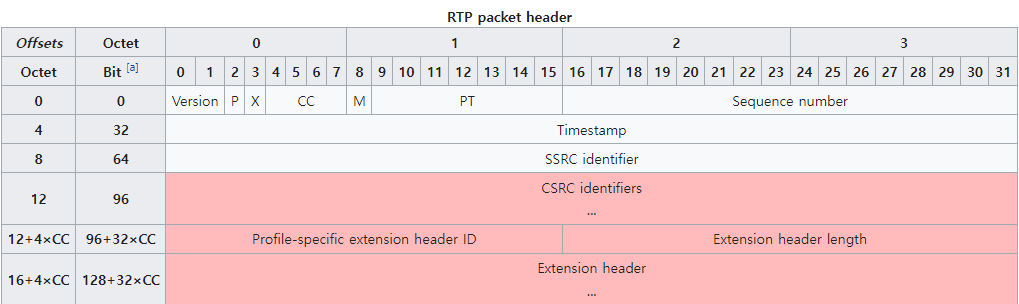 RTP packet header
Offsets Octet 0 1 2 3
Octet Bit [a] 0 1 2 3 4 5 6 7 8 9 10 11 12 13 14 15 16 17 18 19 20 21 22 23 24 25 26 27 28 29 30 31
0 0 Version P X CC M PT Sequence number
4 32 Timestamp
8 64 SSRC identifier
12 96 CSRC identifiers
...
12+4×CC 96+32×CC Profile-specific extension header ID Extension header length
16+4×CC 128+32×CC Extension header
...